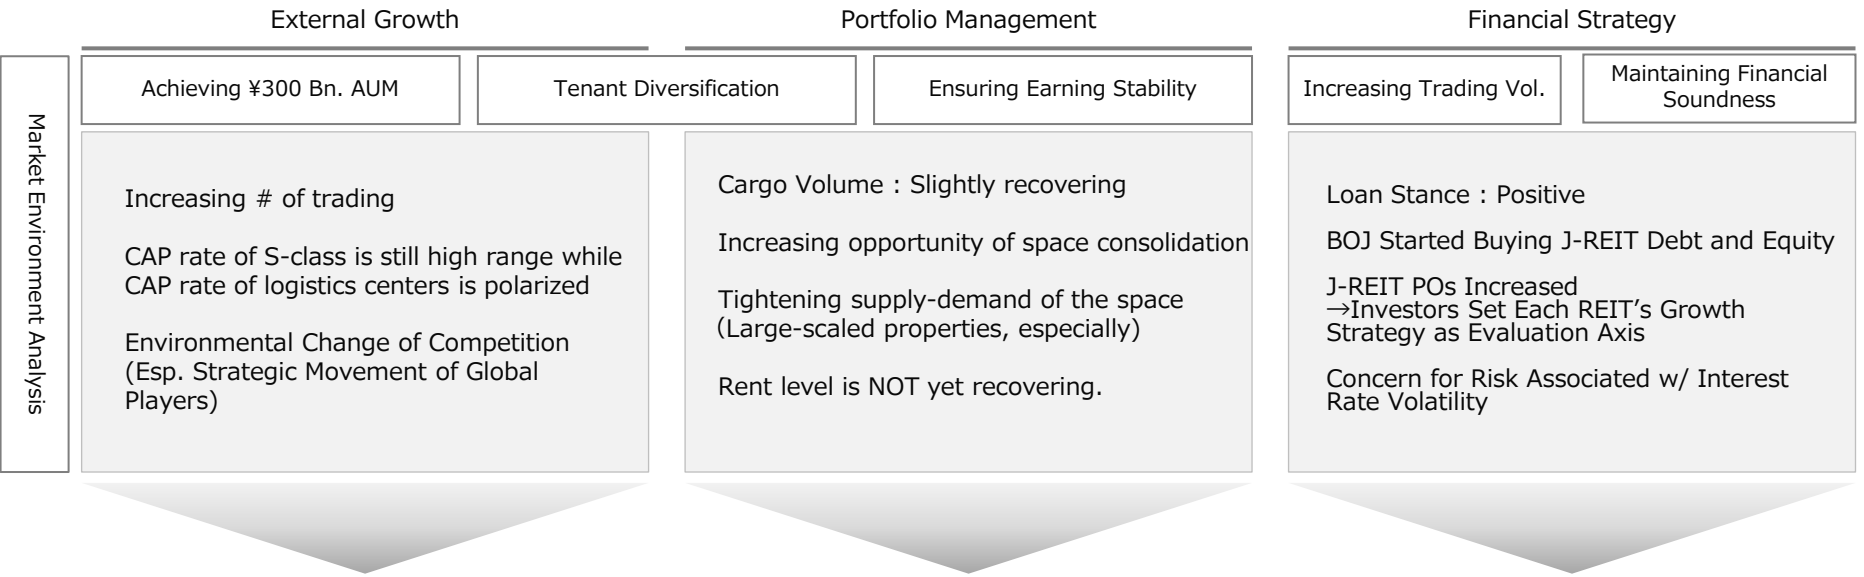 External Growth
Portfolio Management
Financial Strategy
Achieving ¥300 Bn. AUM
Tenant Diversification
Ensuring Earning Stability
Increasing Trading Vol.
Maintaining Financial
Soundness
Market Environment Analysis
Increasing # of trading
CAP rate of S-class is still high range while
CAP rate of logistics centers is polarized
Environmental Change of Competition
(Esp. Strategic Movement of Global
Players)
Cargo Volume : Slightly recovering
Increasing opportunity of space consolidation
Tightening supply-demand of the space
(Large-scaled properties, especially)
Rent level is NOT yet recovering.
Loan Stance : Positive
BOJ Started Buying J-REIT Debt and Equity
J-REIT POs Increased
→Investors Set Each REIT’s Growth
Strategy as Evaluation Axis
Concern for Risk Associated w/ Interest
Rate Volatility